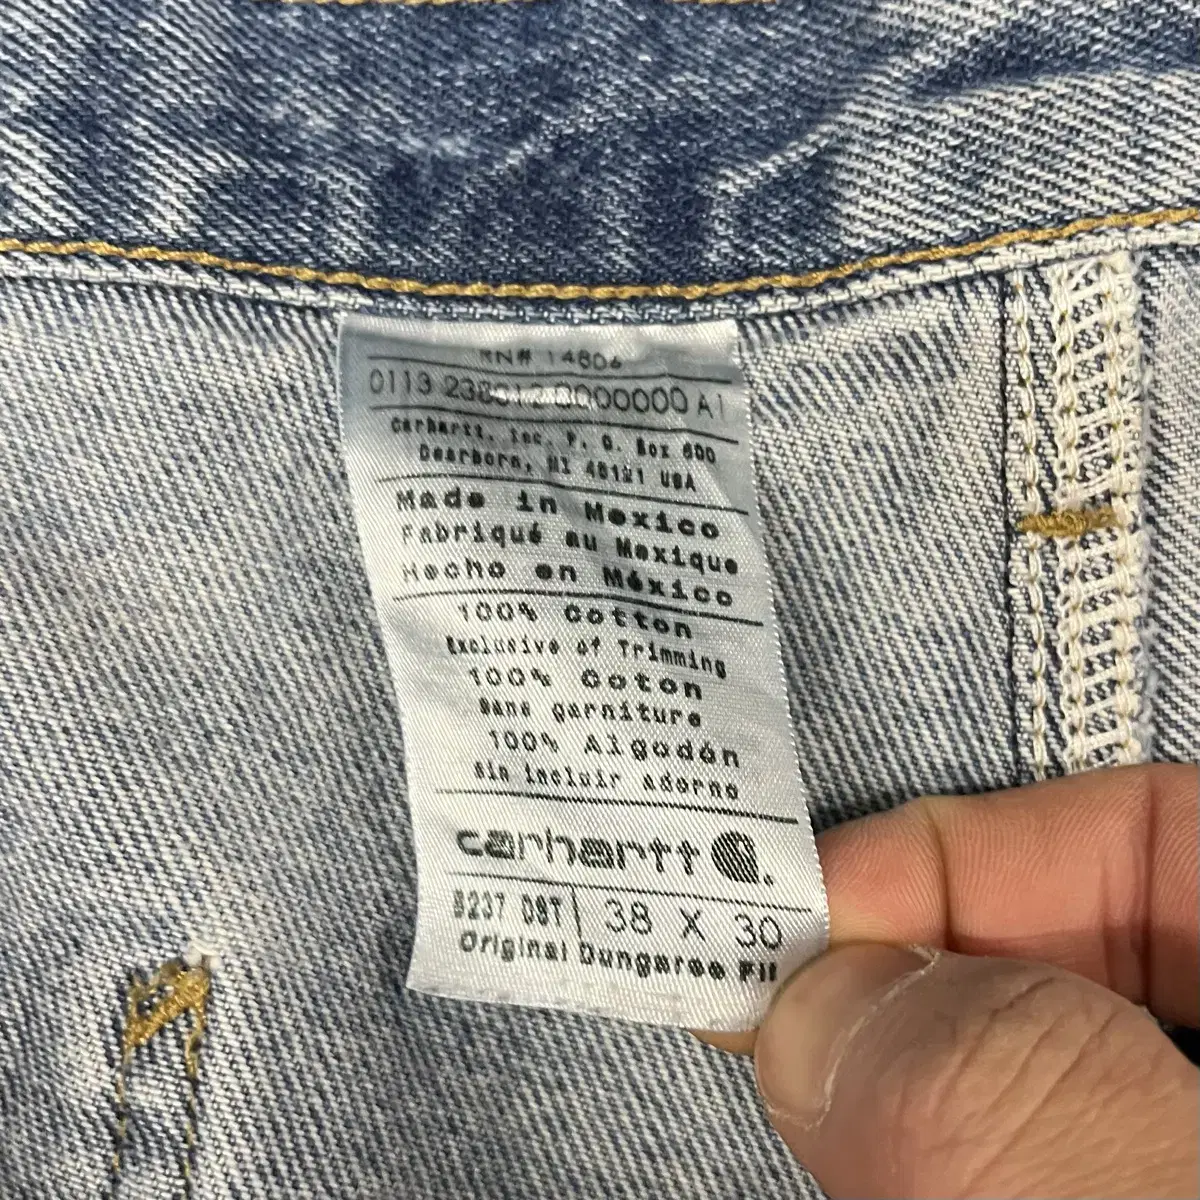 RN# 14806
0113 238012 0000000 A1
Carhartt, Inc. P. O. Box 600
Dearborn, MI 48121 USA
Made in Mexico
Fabriqué au Mexique
Hecho en México
100% Cotton
Exclusive of Trimming
100% Coton
sans garniture
100% Algodón
sin incluir adorno
carhartt
B237 DST 38 X 30
Original Dungaree Fit